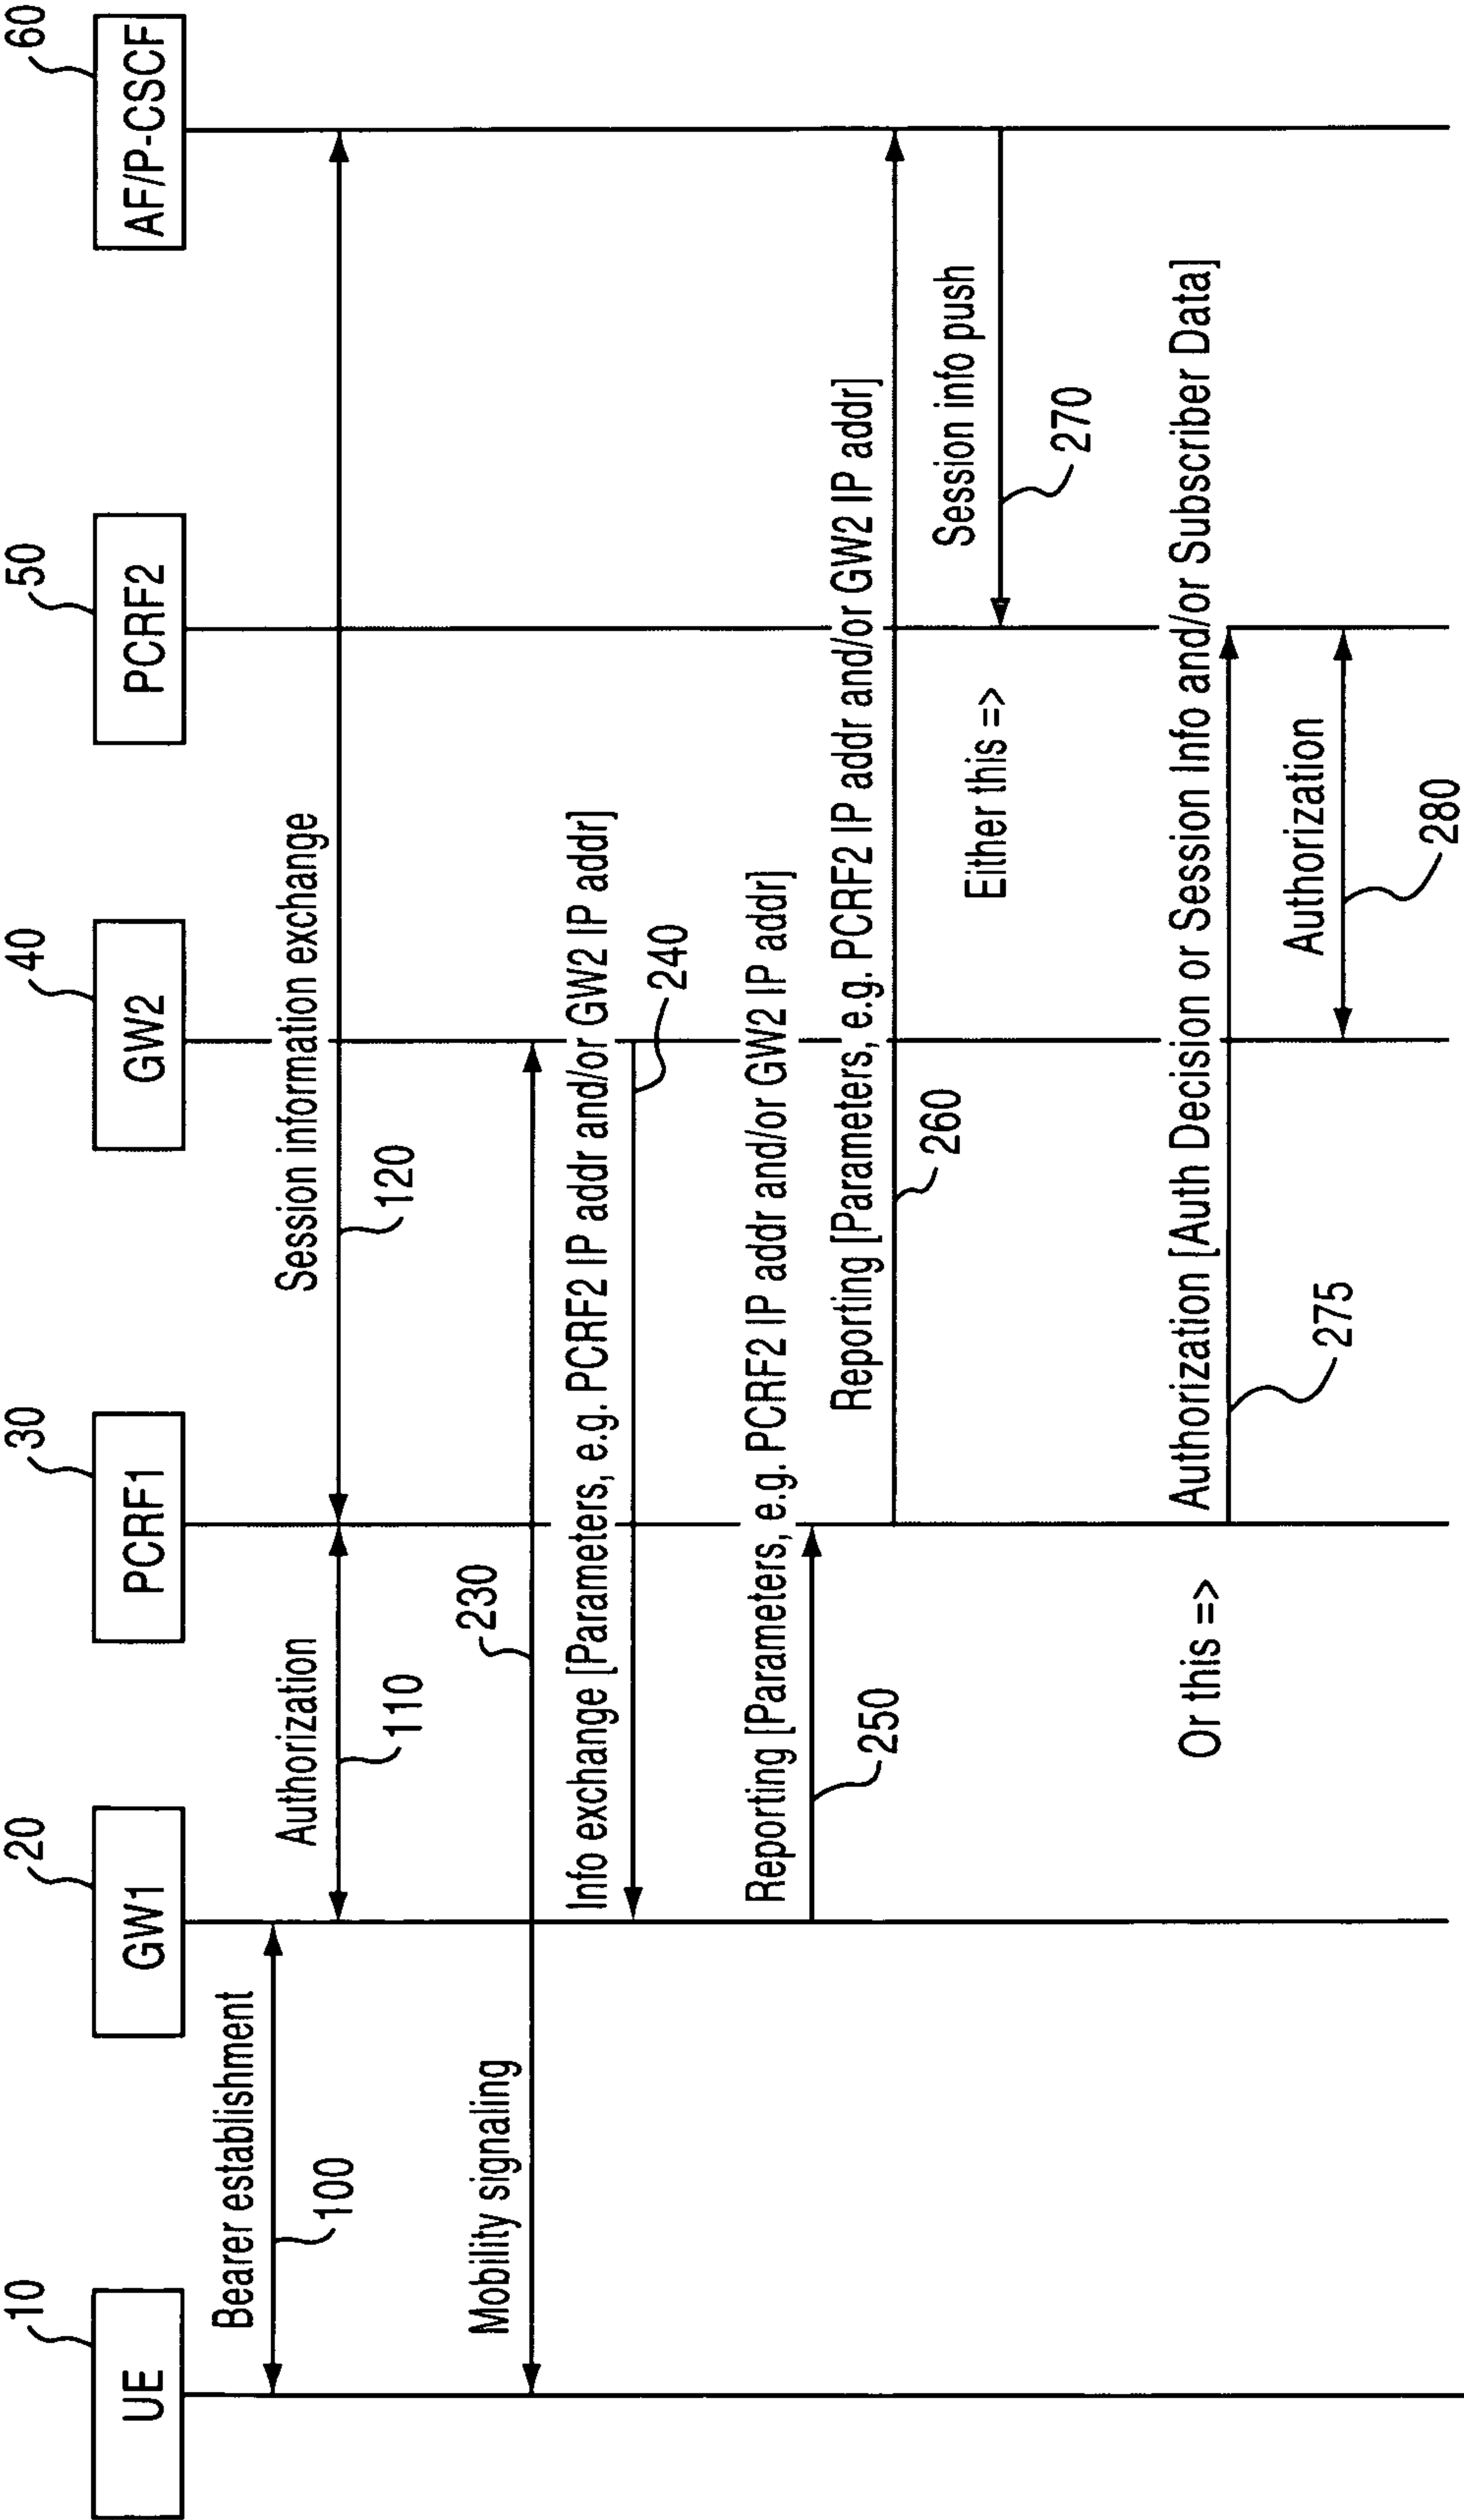 10
20
30
40
50
60
UE
GW1
PCRF1
GW2
PCRF2
AF/P-CSCF
Bearer establishment
100
Authorization
110
Session information exchange
120
Mobility signaling
230
Info exchange [Parameters, e.g. PCRF2 IP addr and/or GW2 IP addr]
240
Reporting [Parameters, e.g. PCRF2 IP addr and/or GW2 IP addr]
250
Reporting [Parameters, e.g. PCRF2 IP addr and/or GW2 IP addr]
260
Either this =>
Session info push
270
Or this =>
Authorization [Auth Decision or Session Info and/or Subscriber Data]
275
Authorization
280